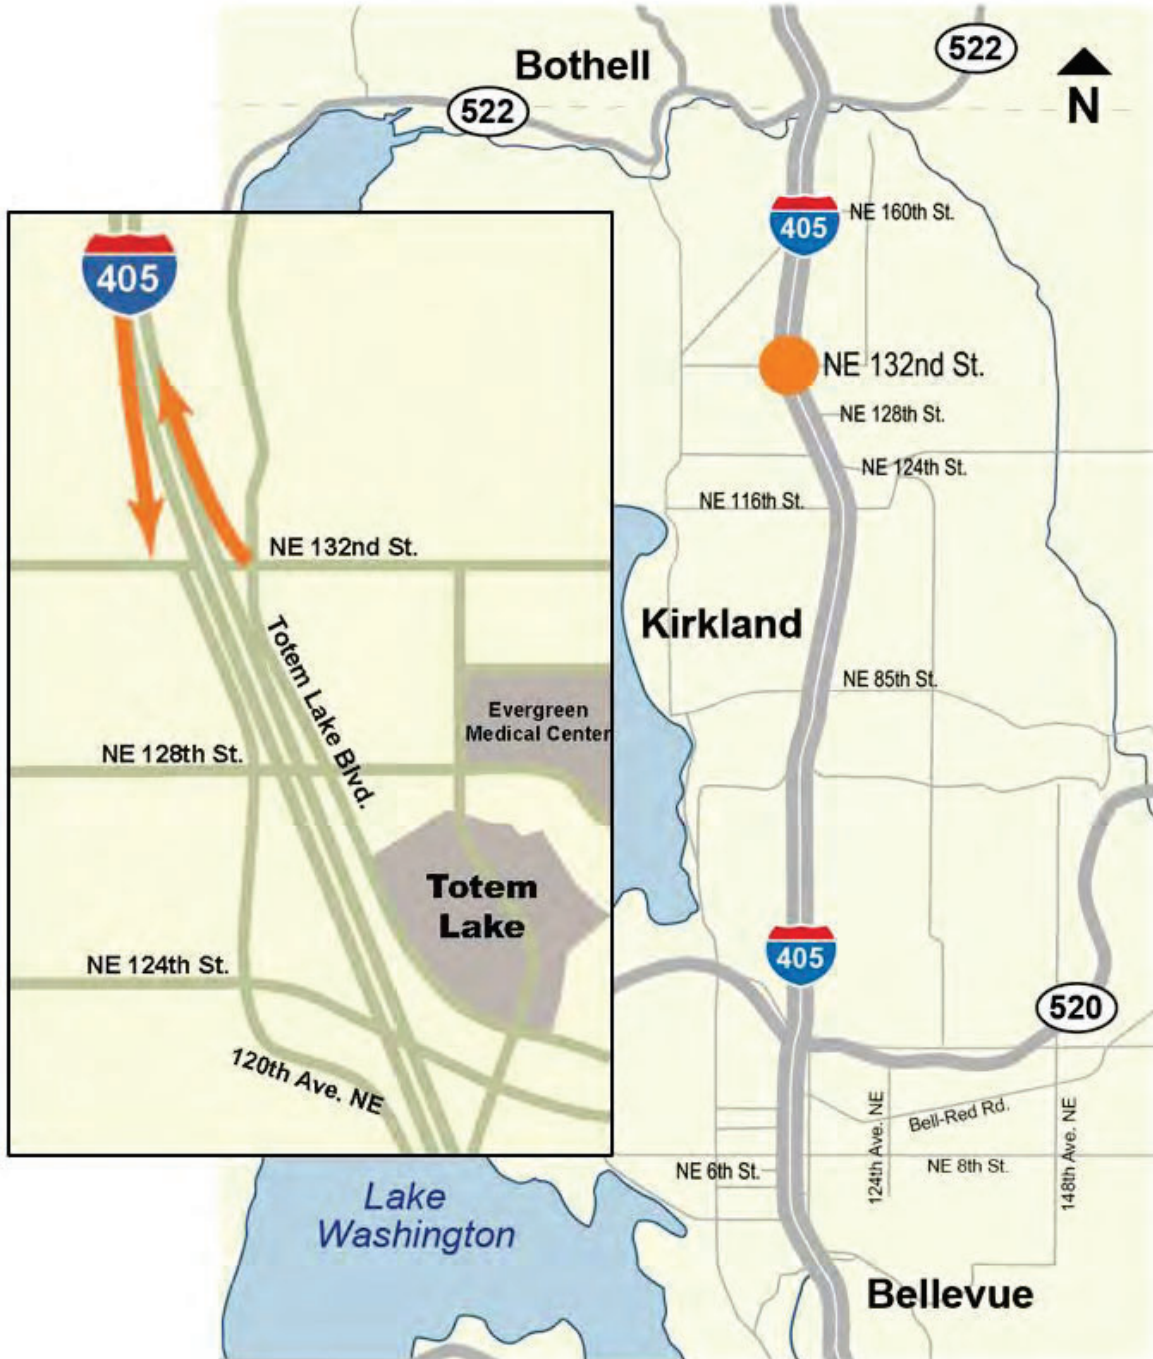 Bothell
522
522
N
405
NE 160th St.
NE 132nd St.
NE 128th St.
NE 124th St.
NE 116th St.
Kirkland
NE 85th St.
405
520
124th Ave. NE
Bell-Red Rd.
148th Ave. NE
NE 6th St.
NE 8th St.
Bellevue
Lake
Washington
405
NE 132nd St.
Totem Lake Blvd.
Evergreen
Medical Center
NE 128th St.
Totem
Lake
NE 124th St.
120th Ave. NE